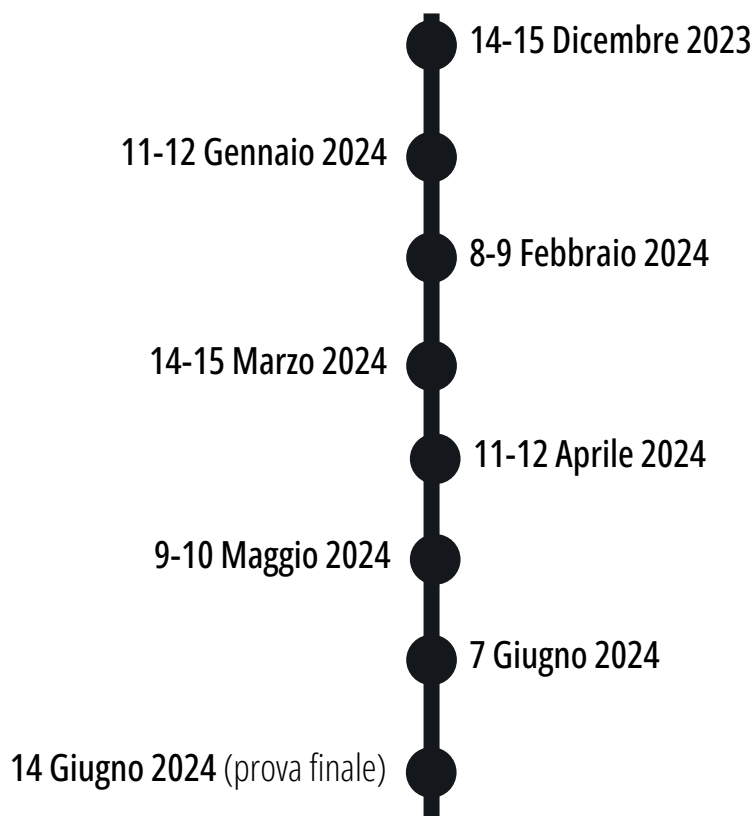 14-15 Dicembre 2023
11-12 Gennaio 2024
8-9 Febbraio 2024
14-15 Marzo 2024
11-12 Aprile 2024
9-10 Maggio 2024
7 Giugno 2024
14 Giugno 2024 (prova finale)